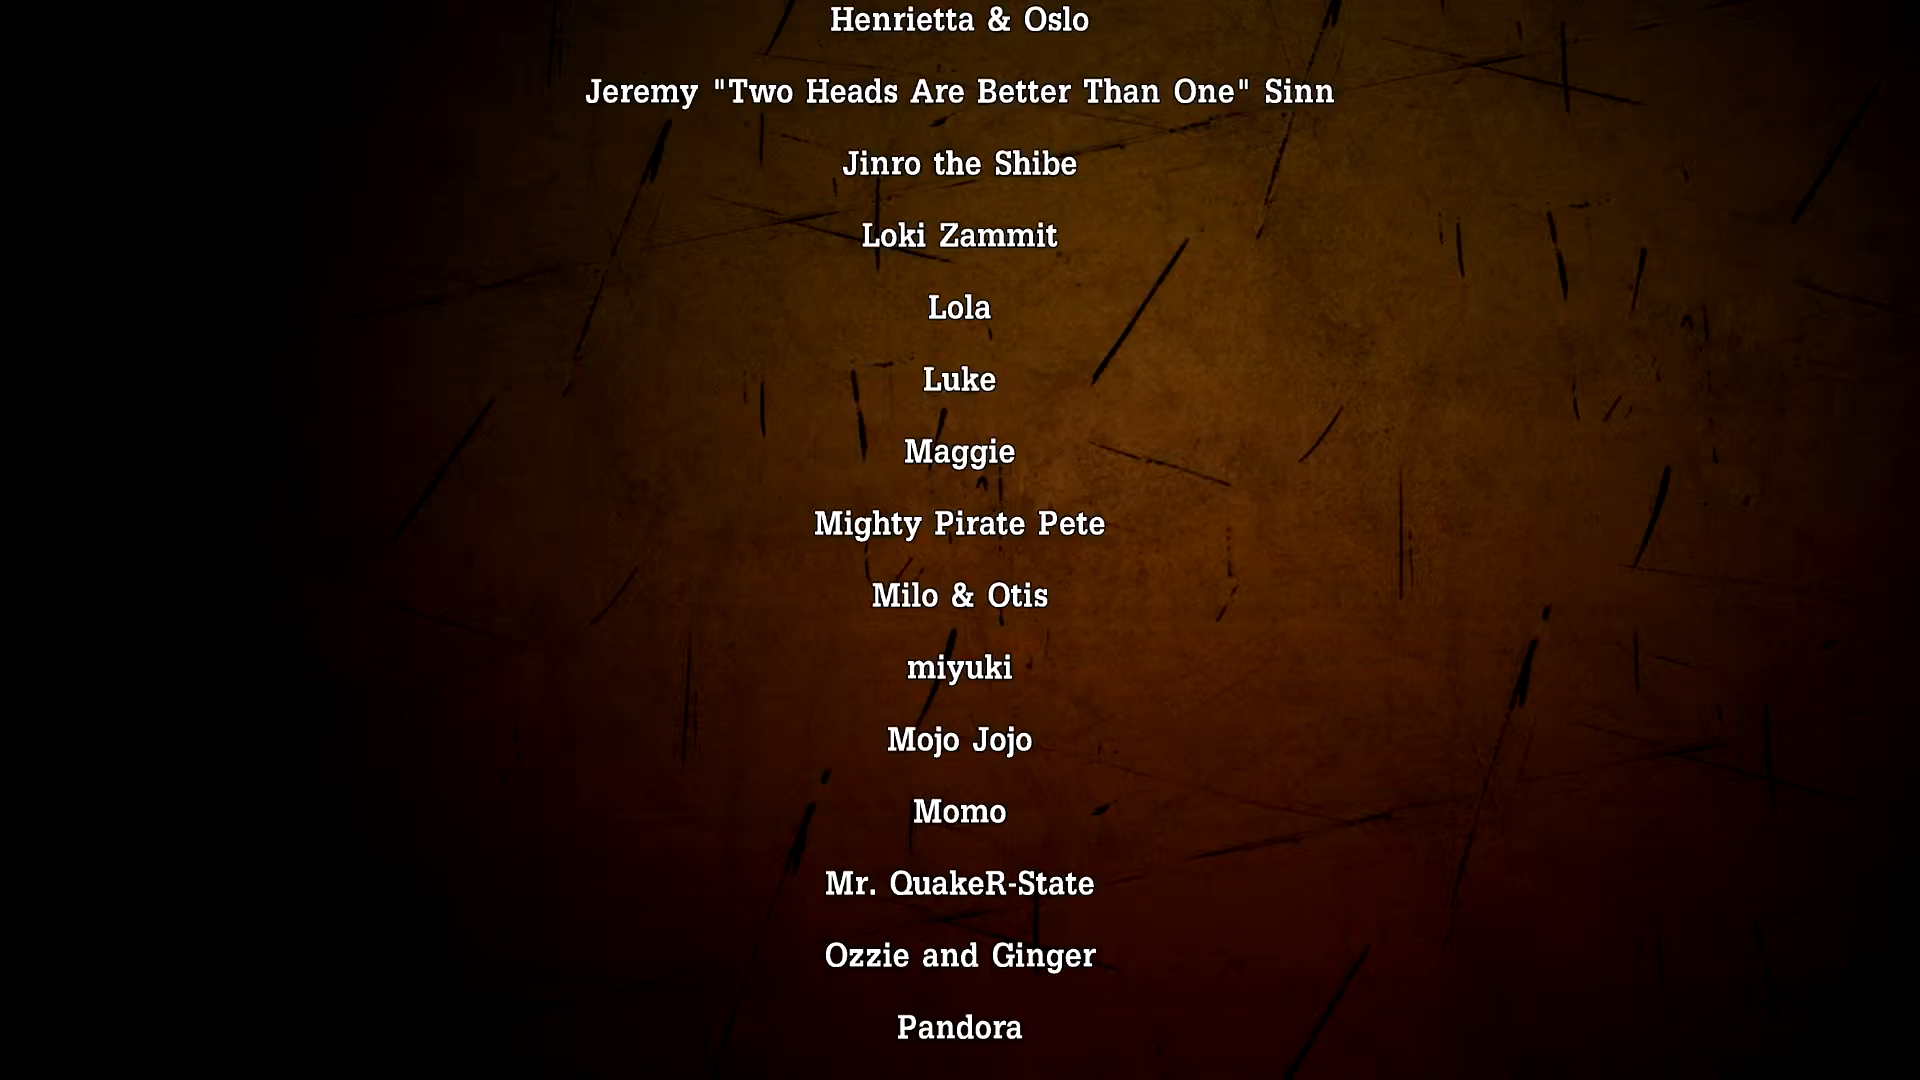 Henrietta & Oslo
Jeremy "Two Heads Are Better Than One" Sinn
Jinro the Shibe
Loki Zammit
Lola
Luke
Maggie
Mighty Pirate Pete
Milo & Otis
miyuki
Mojo Jojo
Momo
Mr. QuakeR-State
Ozzie and Ginger
Pandora